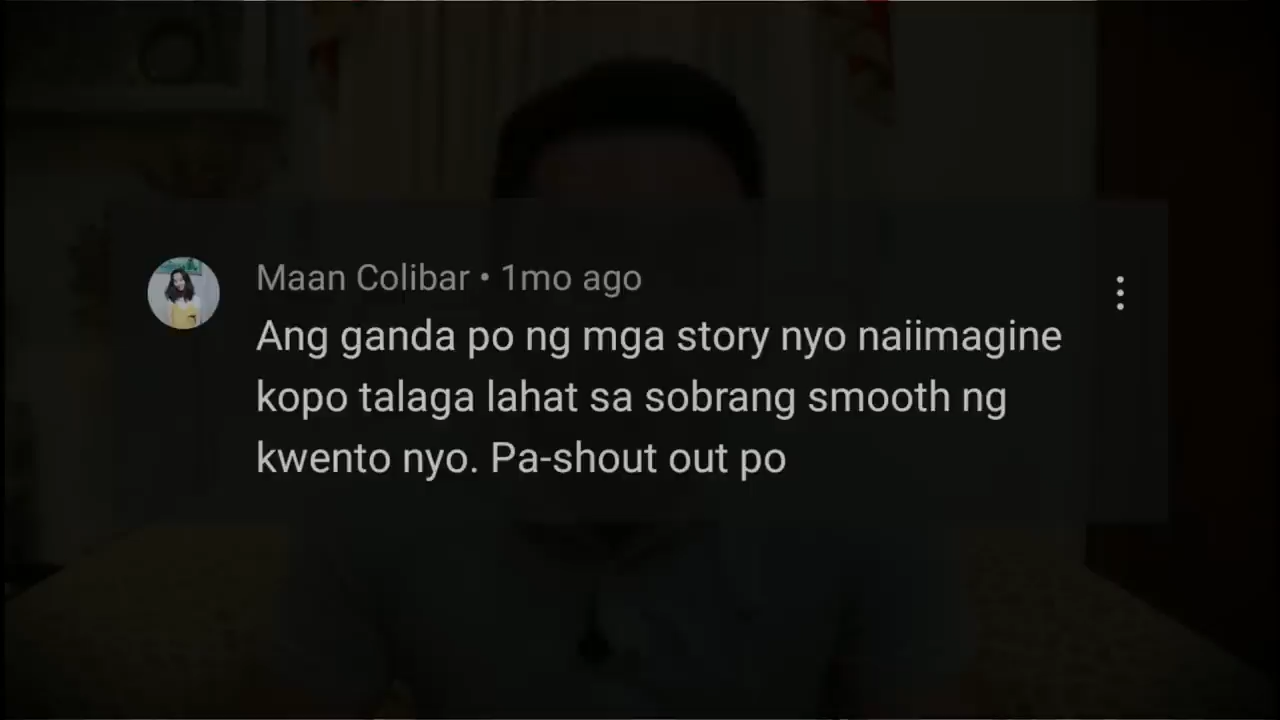 Maan Colibar • 1mo ago
Ang ganda po ng mga story nyo naiimagine
kopo talaga lahat sa sobrang smooth ng
kwento nyo. Pa-shout out po